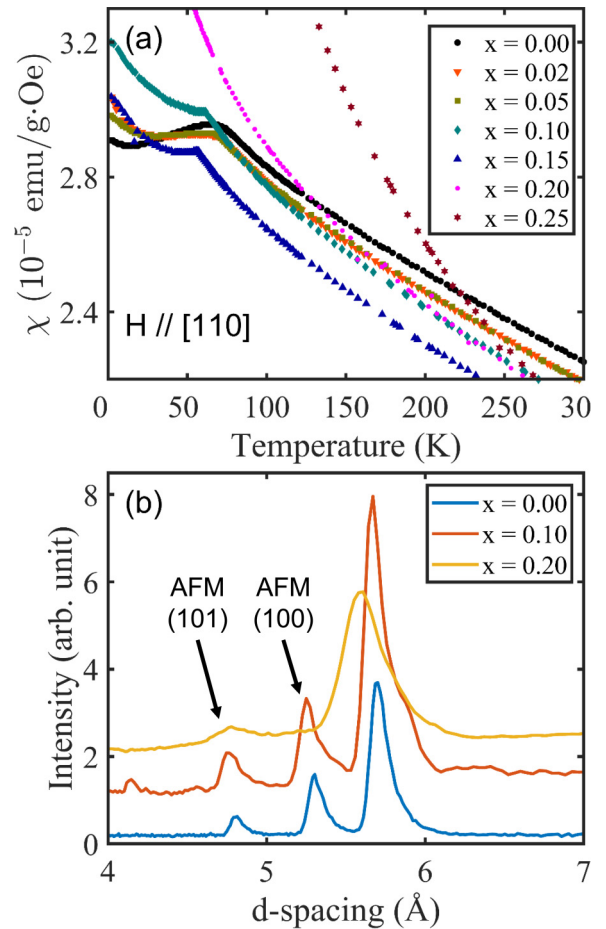 (a)
x = 0.00
x = 0.02
x = 0.05
x = 0.10
x = 0.15
x = 0.20
x = 0.25
3.2
2.8
2.4
χ (10⁻⁵ emu/g·Oe)
H // [110]
0 50 100 150 200 250 30
Temperature (K)
(b)
x = 0.00
x = 0.10
x = 0.20
8
6
4
2
0
Intensity (arb. unit)
AFM
(101)
AFM
(100)
4 5 6 7
d-spacing (Å)